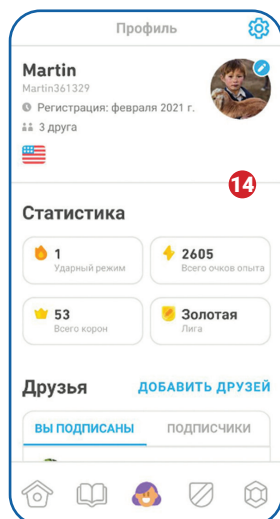 Профиль
Martin
Martin361329
Регистрация: февраля 2021 г.
3 друга
14
Статистика
1
Ударный режим
2605
Всего очков опыта
53
Всего корон
Золотая
Лига
Друзья
ДОБАВИТЬ ДРУЗЕЙ
ВЫ ПОДПИСАНЫ
ПОДПИСЧИКИ